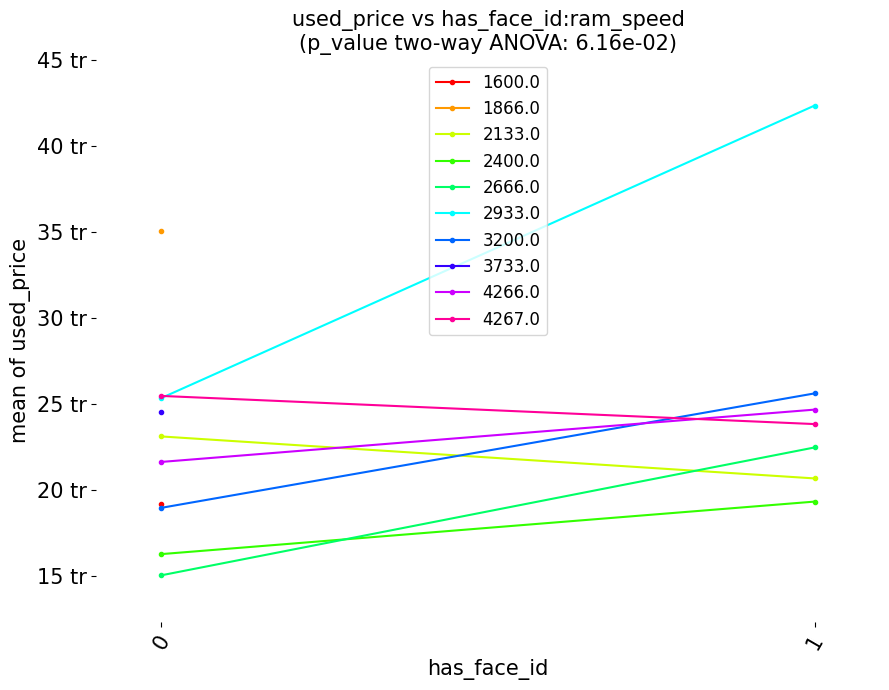 used_price vs has_face_id:ram_speed
(p_value two-way ANOVA: 6.16e-02)
45 tr
40 tr
35 tr
30 tr
25 tr
20 tr
15 tr
mean of used_price
1600.0
1866.0
2133.0
2400.0
2666.0
2933.0
3200.0
3733.0
4266.0
4267.0
0
1
has_face_id